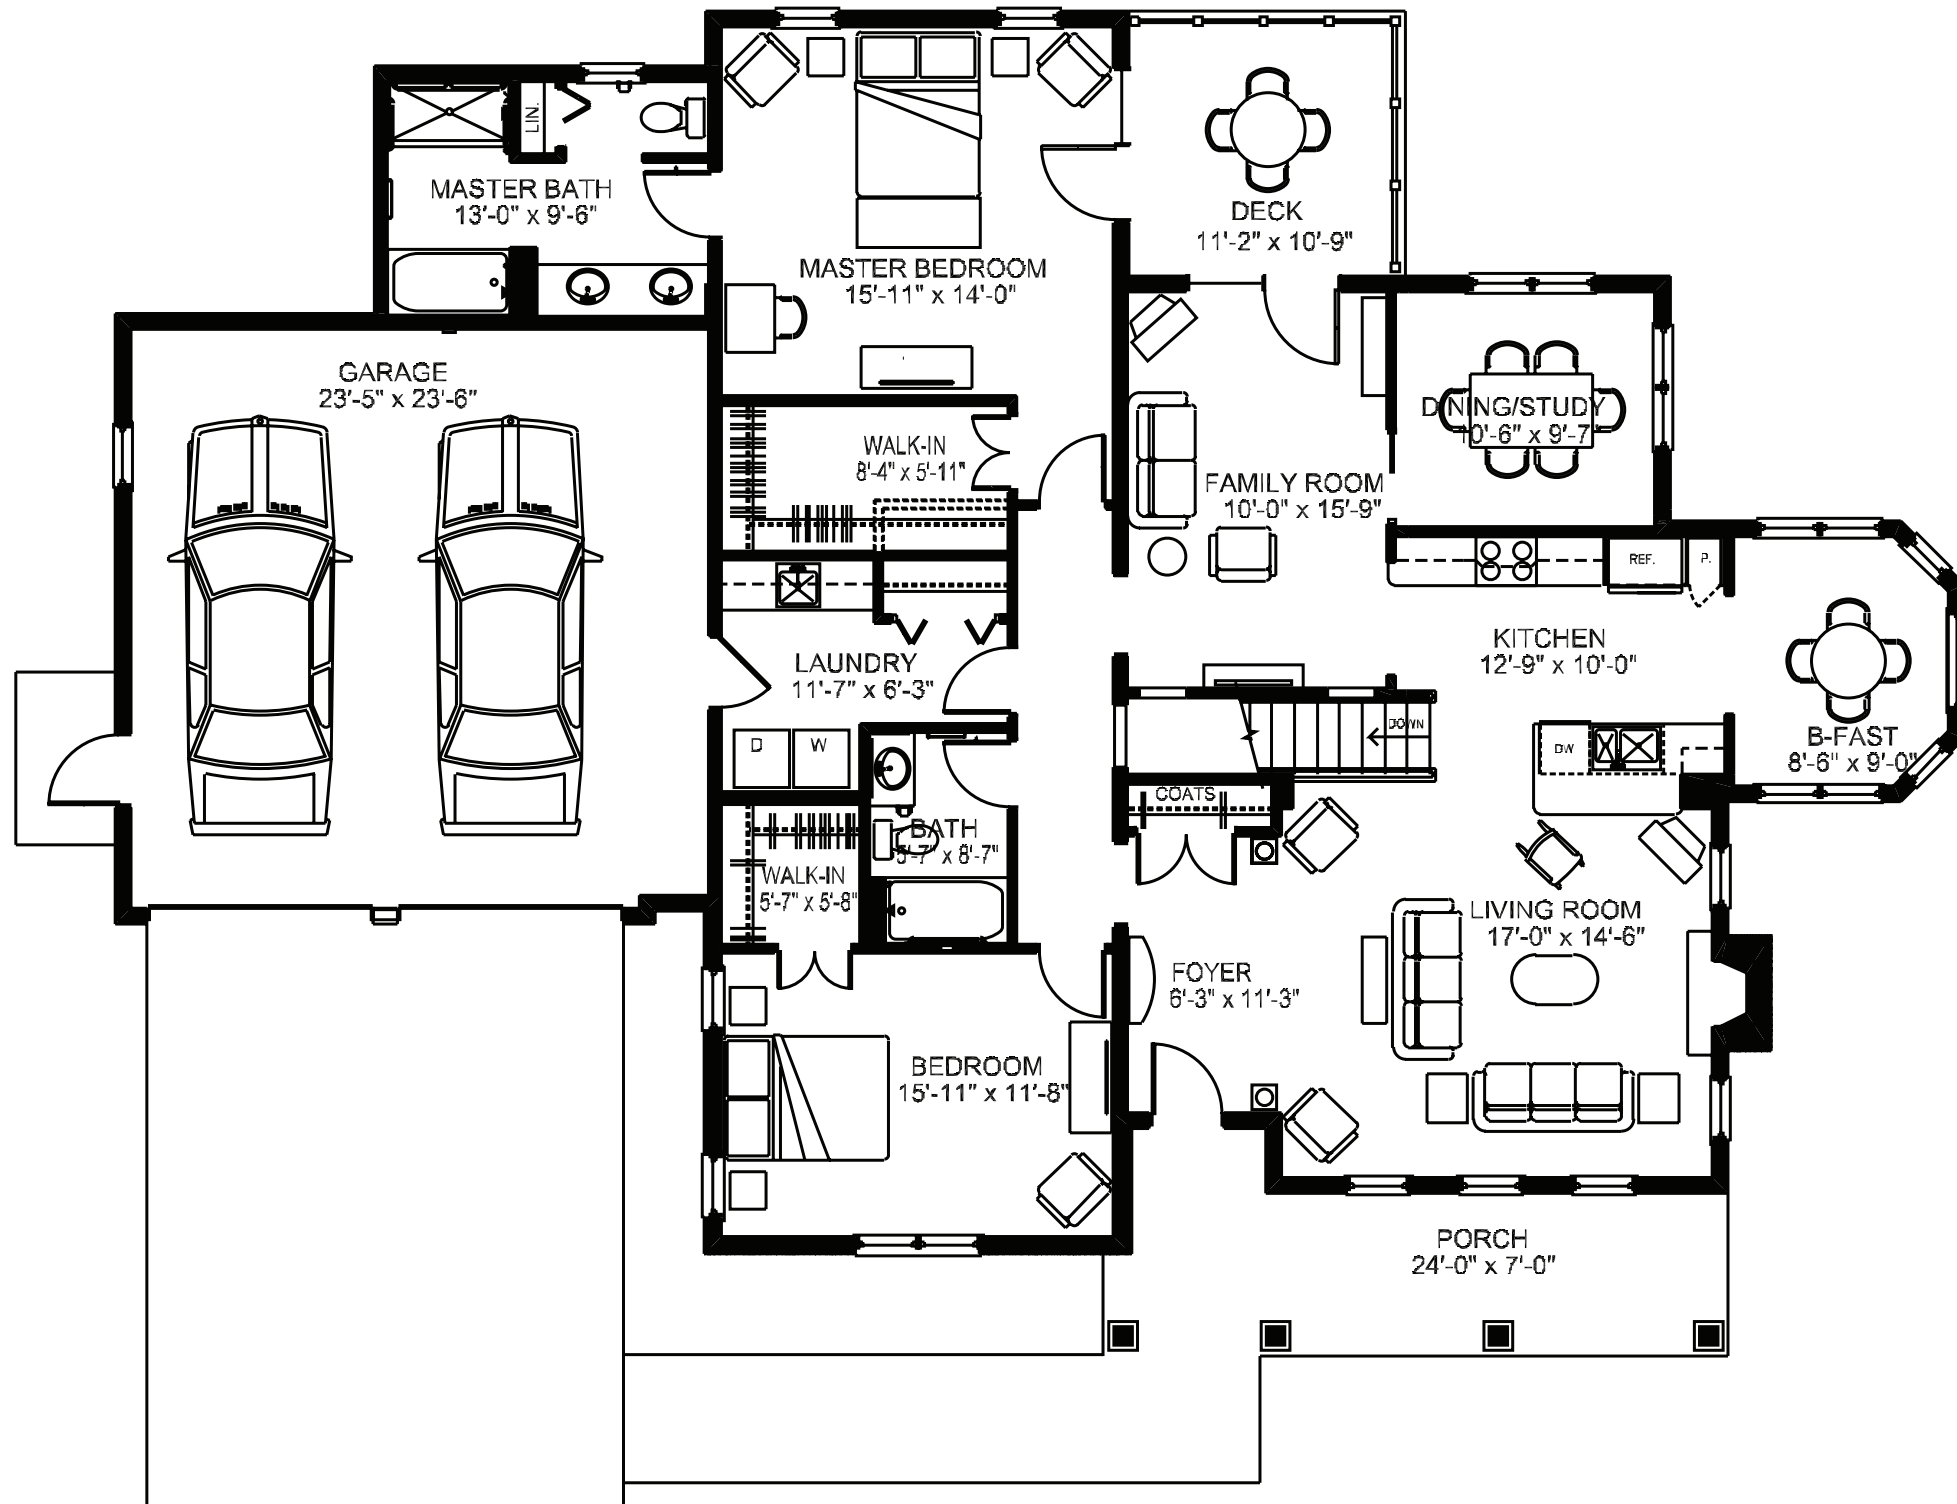 LIN.
MASTER BATH
13'-0" x 9'-6"
MASTER BEDROOM
15'-11" x 14'-0"
DECK
11'-2" x 10'-9"
GARAGE
23'-5" x 23'-6"
WALK-IN
8'-4" x 5'-11"
DINING/STUDY
10'-6" x 9'-7
FAMILY ROOM
10'-0" x 15'-9"
REF.
P.
KITCHEN
12'-9" x 10'-0"
LAUNDRY
11'-7" x 6'-3"
D
W
DOWN
DW
B-FAST
8'-6" x 9'-0"
COATS
BATH
5'-7" x 8'-7"
WALK-IN
5'-7" x 5'-8"
LIVING ROOM
17'-0" x 14'-6"
FOYER
6'-3" x 11'-3"
BEDROOM
15'-11" x 11'-8"
PORCH
24'-0" x 7'-0"